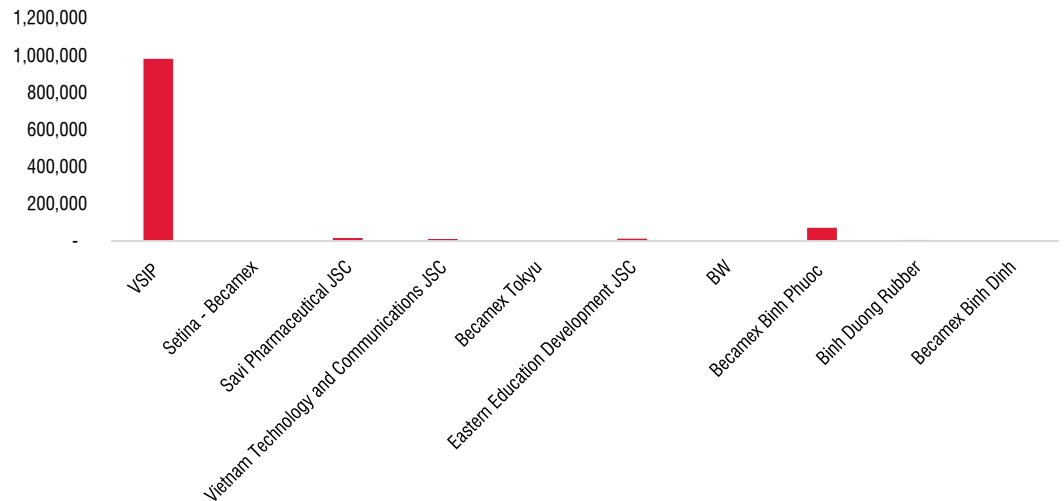 1,200,000
1,000,000
800,000
600,000
400,000
200,000
-
VSIP
Setina - Becamex
Savi Pharmaceutical JSC
Vietnam Technology and Communications JSC
Becamex Tokyu
Eastern Education Development JSC
BW
Becamex Binh Phuoc
Binh Duong Rubber
Becamex Binh Dinh